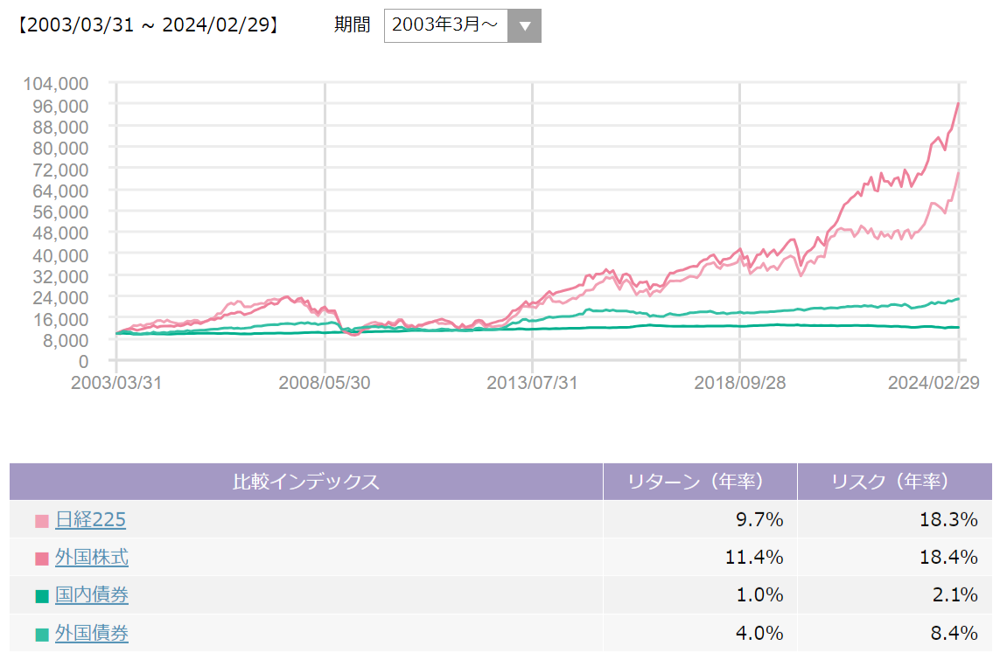 【2003/03/31 ~ 2024/02/29】 期間 2003年3月～ ▼
104,000
96,000
88,000
80,000
72,000
64,000
56,000
48,000
40,000
32,000
24,000
16,000
8,000
0
2003/03/31 2008/05/30 2013/07/31 2018/09/28 2024/02/29
比較インデックス リターン（年率） リスク（年率）
日経225 9.7% 18.3%
外国株式 11.4% 18.4%
国内債券 1.0% 2.1%
外国債券 4.0% 8.4%